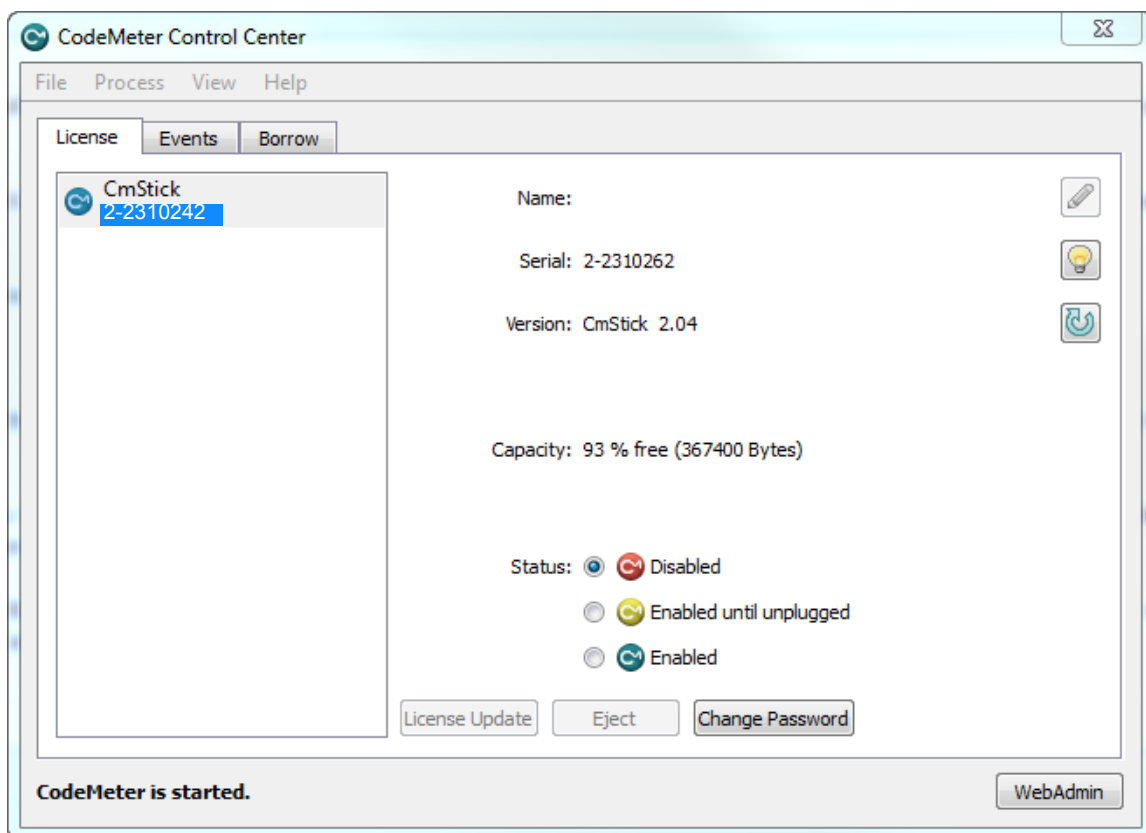 CodeMeter Control Center
File Process View Help
License Events Borrow
CmStick
2-2310242
Name:
Serial: 2-2310262
Version: CmStick 2.04
Capacity: 93 % free (367400 Bytes)
Status: Disabled
Enabled until unplugged
Enabled
License Update Eject Change Password
CodeMeter is started. WebAdmin